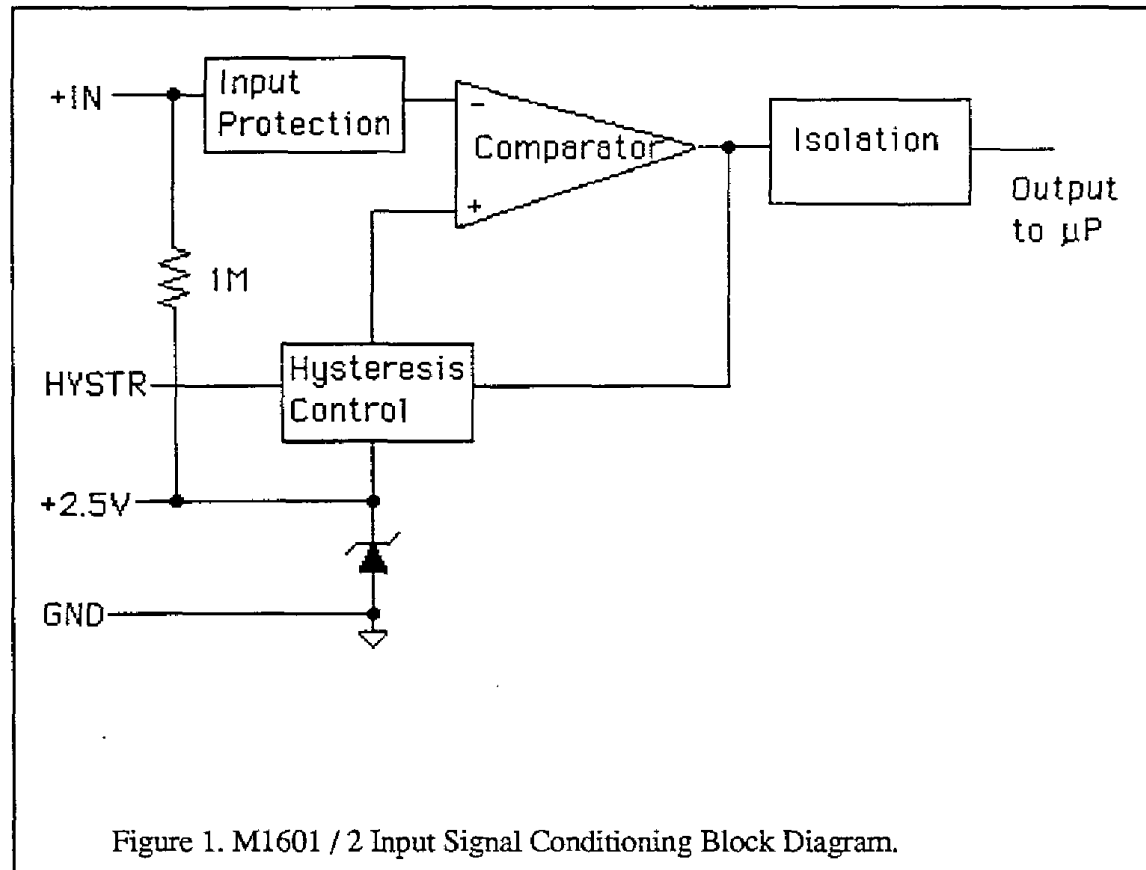 +IN
Input
Protection
−
Comparator
+
Isolation
Output
to μP
1M
HYSTR
Hysteresis
Control
+2.5V
GND
Figure 1. M1601 / 2 Input Signal Conditioning Block Diagram.